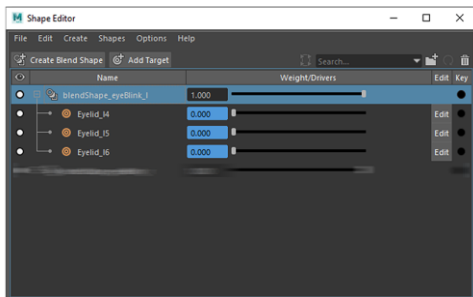 Shape Editor
File Edit Create Shapes Options Help
Create Blend Shape Add Target Search...
Name Weight/Drivers Edit Key
blendShape_eyeBlink_l 1.000
Eyelid_l4 0.000 Edit
Eyelid_l5 0.000 Edit
Eyelid_l6 0.000 Edit